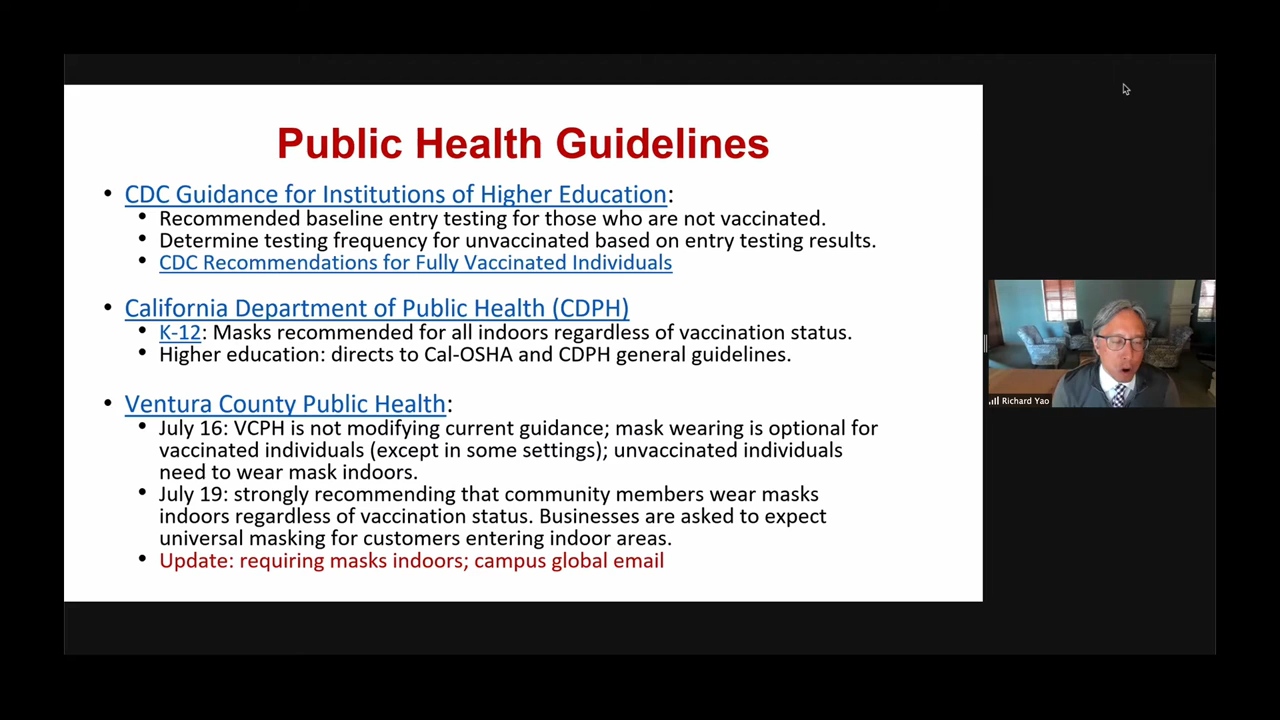 Public Health Guidelines
• CDC Guidance for Institutions of Higher Education:
• Recommended baseline entry testing for those who are not vaccinated.
• Determine testing frequency for unvaccinated based on entry testing results.
• CDC Recommendations for Fully Vaccinated Individuals
• California Department of Public Health (CDPH)
• K-12: Masks recommended for all indoors regardless of vaccination status.
• Higher education: directs to Cal-OSHA and CDPH general guidelines.
• Ventura County Public Health:
• July 16: VCPH is not modifying current guidance; mask wearing is optional for
vaccinated individuals (except in some settings); unvaccinated individuals
need to wear mask indoors.
• July 19: strongly recommending that community members wear masks
indoors regardless of vaccination status. Businesses are asked to expect
universal masking for customers entering indoor areas.
• Update: requiring masks indoors; campus global email
Richard Yao